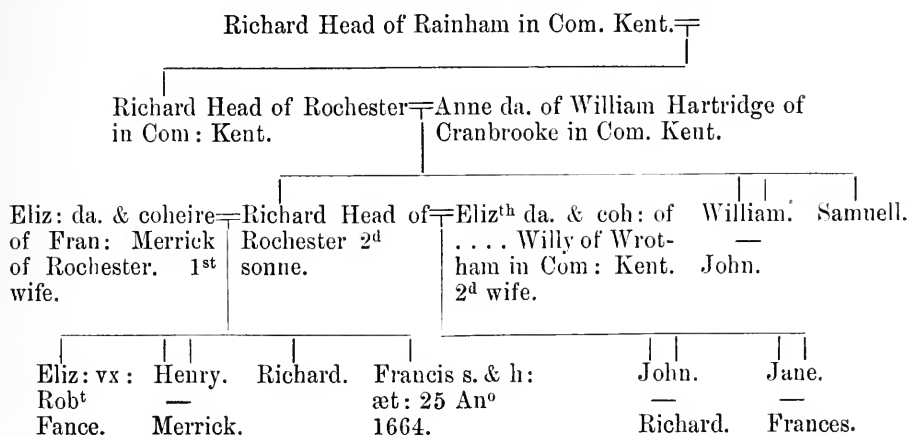 Richard Head of Rainham in Com. Kent.
Richard Head of Rochester
in Com: Kent.
Anne da. of William Hartridge of
Cranbrooke in Com. Kent.
Eliz: da. & coheire
of Fran: Merrick
of Rochester. 1st
wife.
Richard Head of
Rochester 2d
sonne.
Elizth da. & coh: of
.... Willy of Wrot-
ham in Com: Kent.
2d wife.
William.
—
John.
Samuell.
Eliz: vx:
Robt
Fance.
Henry.
—
Merrick.
Richard.
Francis s. & h:
æt: 25 Ano
1664.
John.
—
Richard.
Jane.
—
Frances.